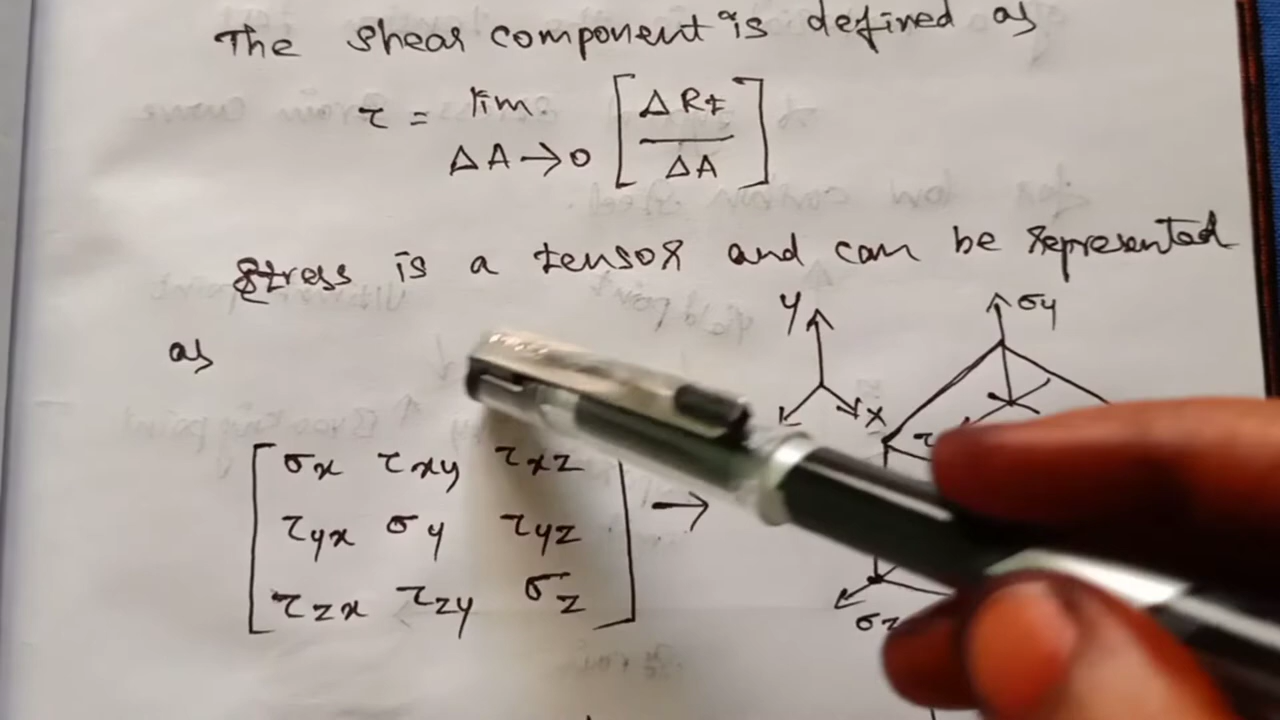 The shear component is defined as
τ = lim ΔA→0 [ΔRt/ΔA]
Stress is a tensor and can be represented
as
Y
σy
X
τ
σx τxy τxz
τyx σy τyz →
τzx τzy σz
σz